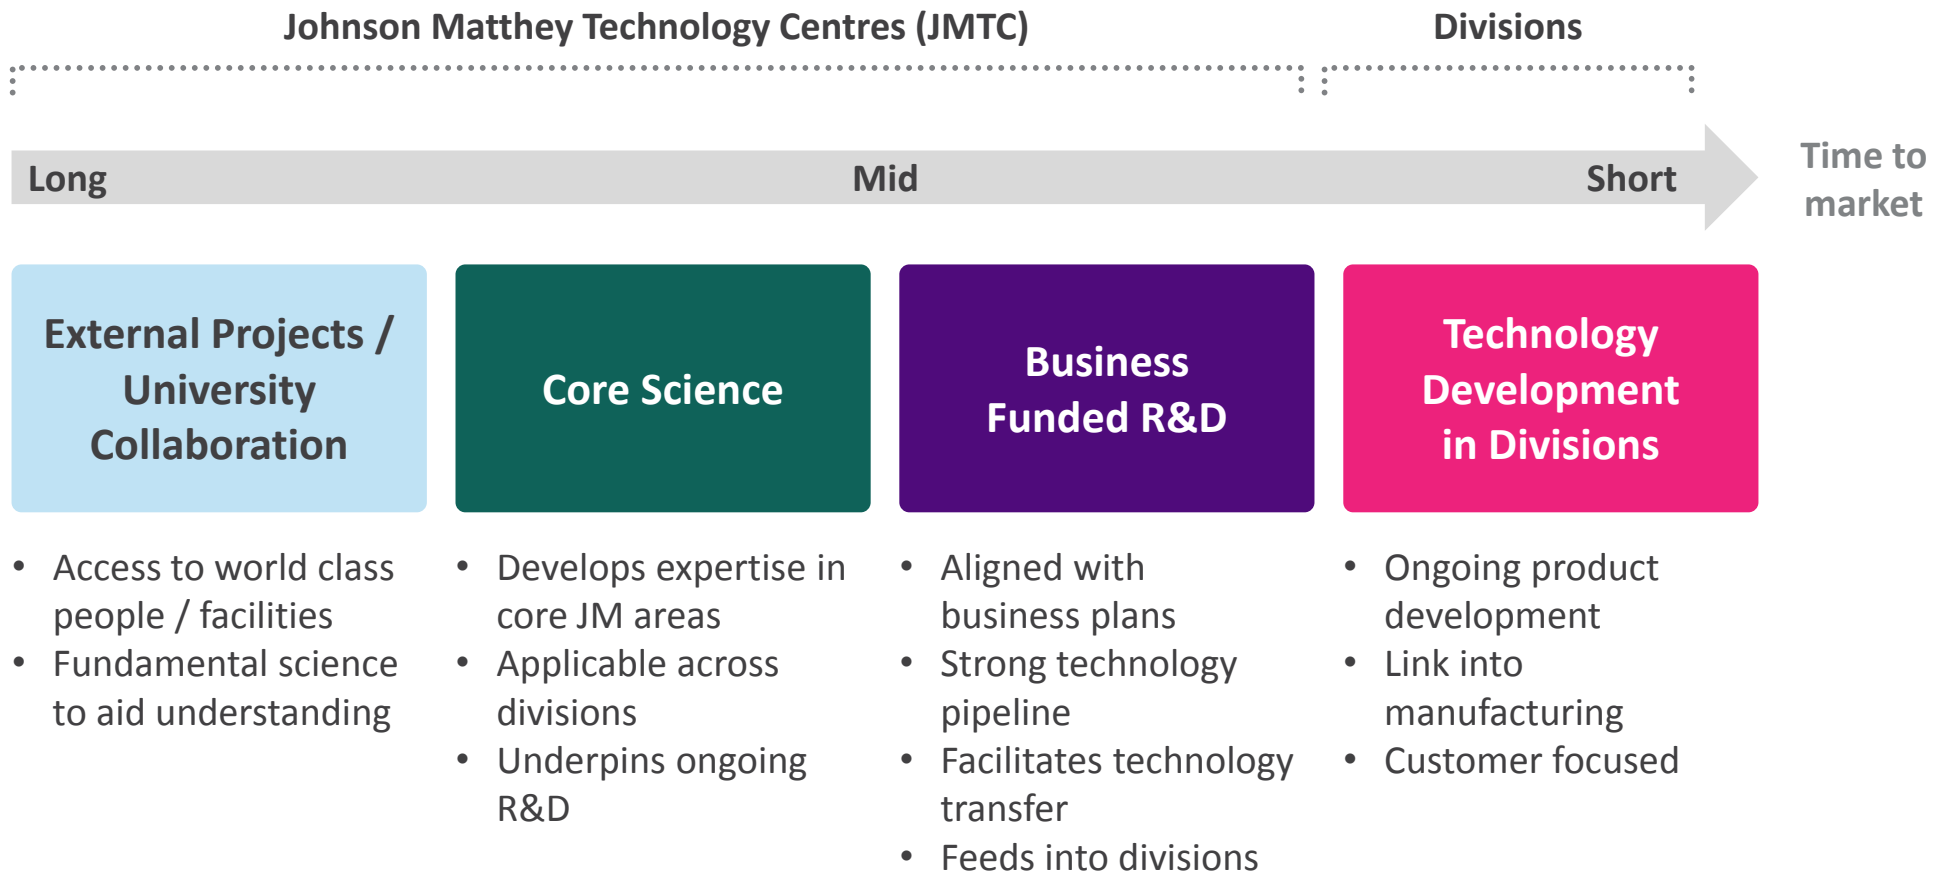 Johnson Matthey Technology Centres (JMTC)
Divisions
Long
Mid
Short
Time to
market
External Projects /
University
Collaboration
Core Science
Business
Funded R&D
Technology
Development
in Divisions
• Access to world class
people / facilities
• Fundamental science
to aid understanding
• Develops expertise in
core JM areas
• Applicable across
divisions
• Underpins ongoing
R&D
• Aligned with
business plans
• Strong technology
pipeline
• Facilitates technology
transfer
• Feeds into divisions
• Ongoing product
development
• Link into
manufacturing
• Customer focused